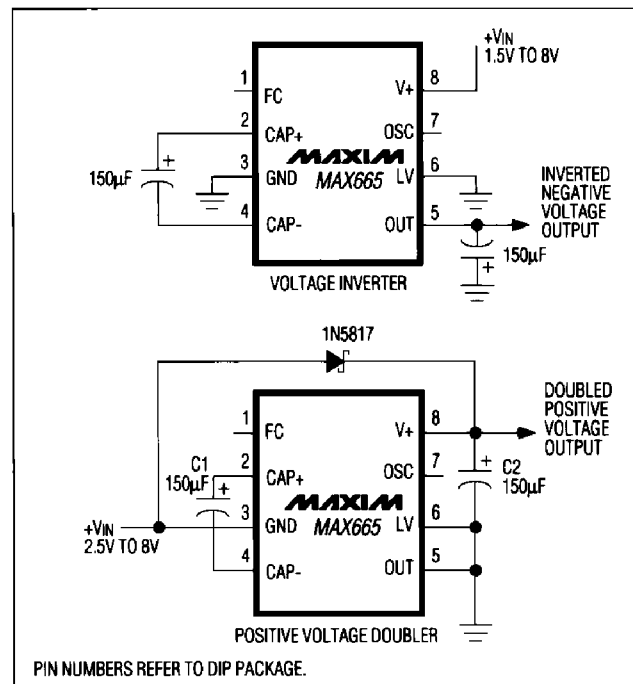 +VIN
1.5V TO 8V
1
FC
V+
8
2
CAP+
OSC
7
MAXIM
MAX665
150µF
+
3
GND
LV
6
4
CAP-
OUT
5
INVERTED
NEGATIVE
VOLTAGE
OUTPUT
150µF
+
VOLTAGE INVERTER
1N5817
1
FC
V+
8
DOUBLED
POSITIVE
VOLTAGE
OUTPUT
C1
150µF
+
2
CAP+
OSC
7
+
C2
150µF
MAXIM
MAX665
+VIN
2.5V TO 8V
3
GND
LV
6
4
CAP-
OUT
5
POSITIVE VOLTAGE DOUBLER
PIN NUMBERS REFER TO DIP PACKAGE.